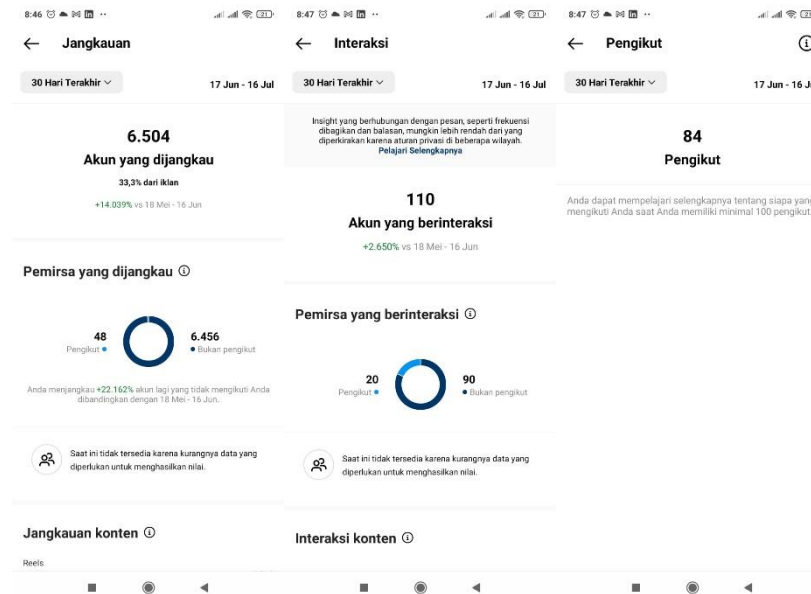 8:46
Jangkauan
30 Hari Terakhir
17 Jun - 16 Jul
6.504
Akun yang dijangkau
33,3% dari iklan
+14.039% vs 18 Mei - 16 Jun
Pemirsa yang dijangkau
48
Pengikut
6.456
Bukan pengikut
Anda menjangkau +22.162% akun lagi yang tidak mengikuti Anda
dibandingkan dengan 18 Mei - 16 Jun.
Saat ini tidak tersedia karena kurangnya data yang
diperlukan untuk menghasilkan nilai.
Jangkauan konten
Reels
8:47
21
Interaksi
30 Hari Terakhir
17 Jun - 16 Jul
Insight yang berhubungan dengan pesan, seperti frekuensi
dibagikan dan balasan, mungkin lebih rendah dari yang
diperkirakan karena aturan privasi di beberapa wilayah.
Pelajari Selengkapnya
110
Akun yang berinteraksi
+2.650% vs 18 Mei - 16 Jun
Pemirsa yang berinteraksi
20
Pengikut
90
Bukan pengikut
Saat ini tidak tersedia karena kurangnya data yang
diperlukan untuk menghasilkan nilai.
Interaksi konten
8:47
Pengikut
30 Hari Terakhir
17 Jun - 16 Ju
84
Pengikut
Anda dapat mempelajari selengkapnya tentang siapa yang
mengikuti Anda saat Anda memiliki minimal 100 pengikut.